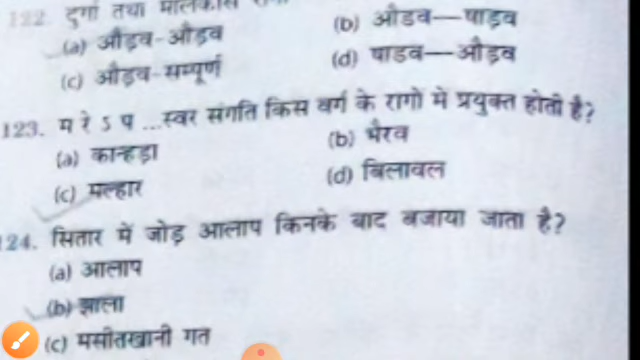 122. दुर्गा तथा मालकौंस
(a) औड़व-औड़व
(b) औडव—षाड़व
(c) औड़व-सम्पूर्ण
(d) षाडव—औड़व
123. म रे ऽ प ...स्वर संगति किस वर्ग के रागो मे प्रयुक्त होती है?
(a) कान्हड़ा
(b) भैरव
(c) मल्हार
(d) बिलावल
24. सितार में जोड़ आलाप किनके बाद बजाया जाता है?
(a) आलाप
(b) झाला
(c) मसीतखानी गत